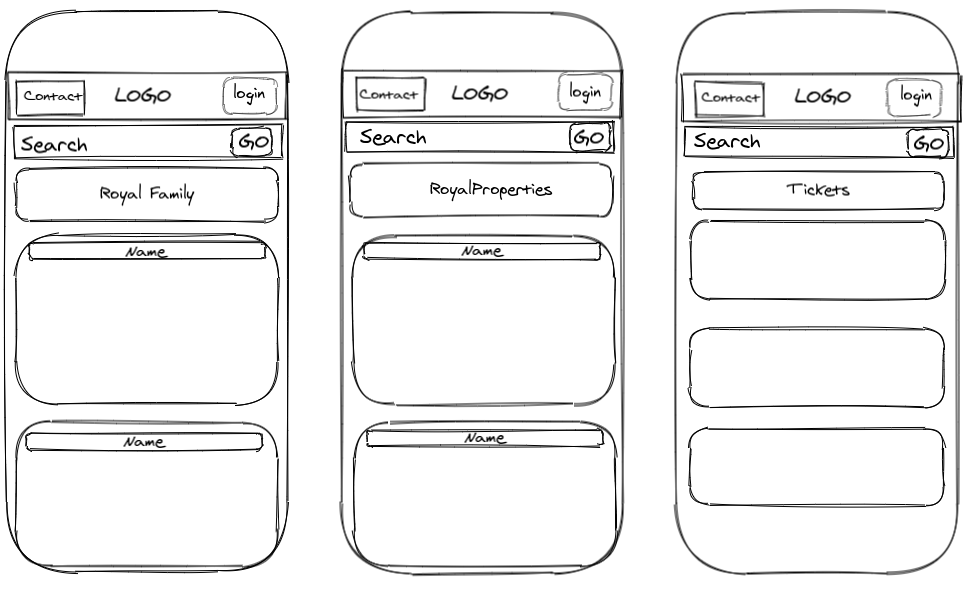 Contact LOGO login
Search GO
Royal Family
Name
Name
Contact LOGO login
Search GO
RoyalProperties
Name
Name
Contact LOGO login
Search GO
Tickets